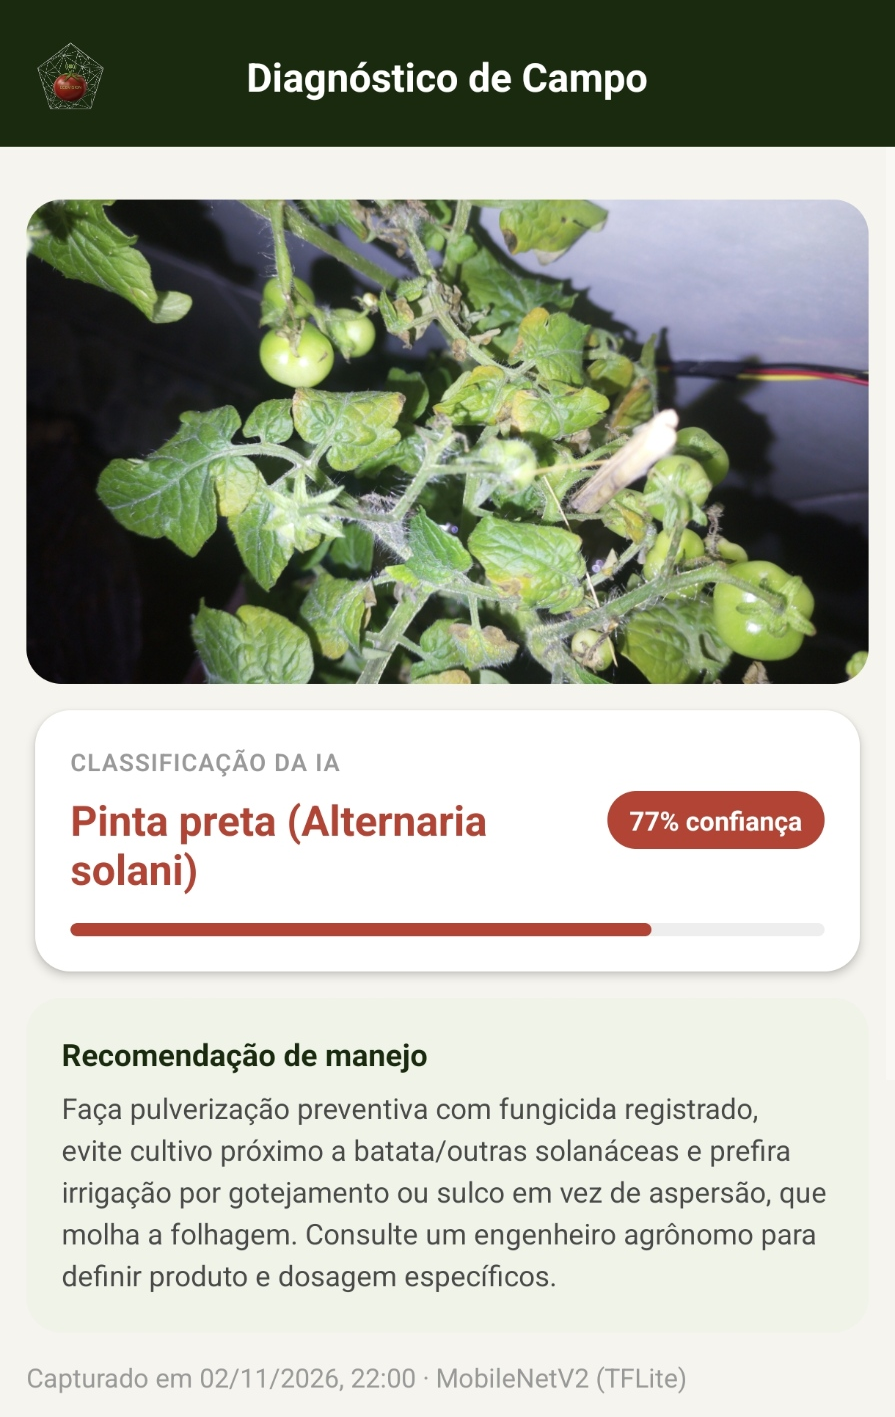 Diagnóstico de Campo
CLASSIFICAÇÃO DA IA
Pinta preta (Alternaria
solani)
77% confiança
Recomendação de manejo
Faça pulverização preventiva com fungicida registrado,
evite cultivo próximo a batata/outras solanáceas e prefira
irrigação por gotejamento ou sulco em vez de aspersão, que
molha a folhagem. Consulte um engenheiro agrônomo para
definir produto e dosagem específicos.
Capturado em 02/11/2026, 22:00 · MobileNetV2 (TFLite)